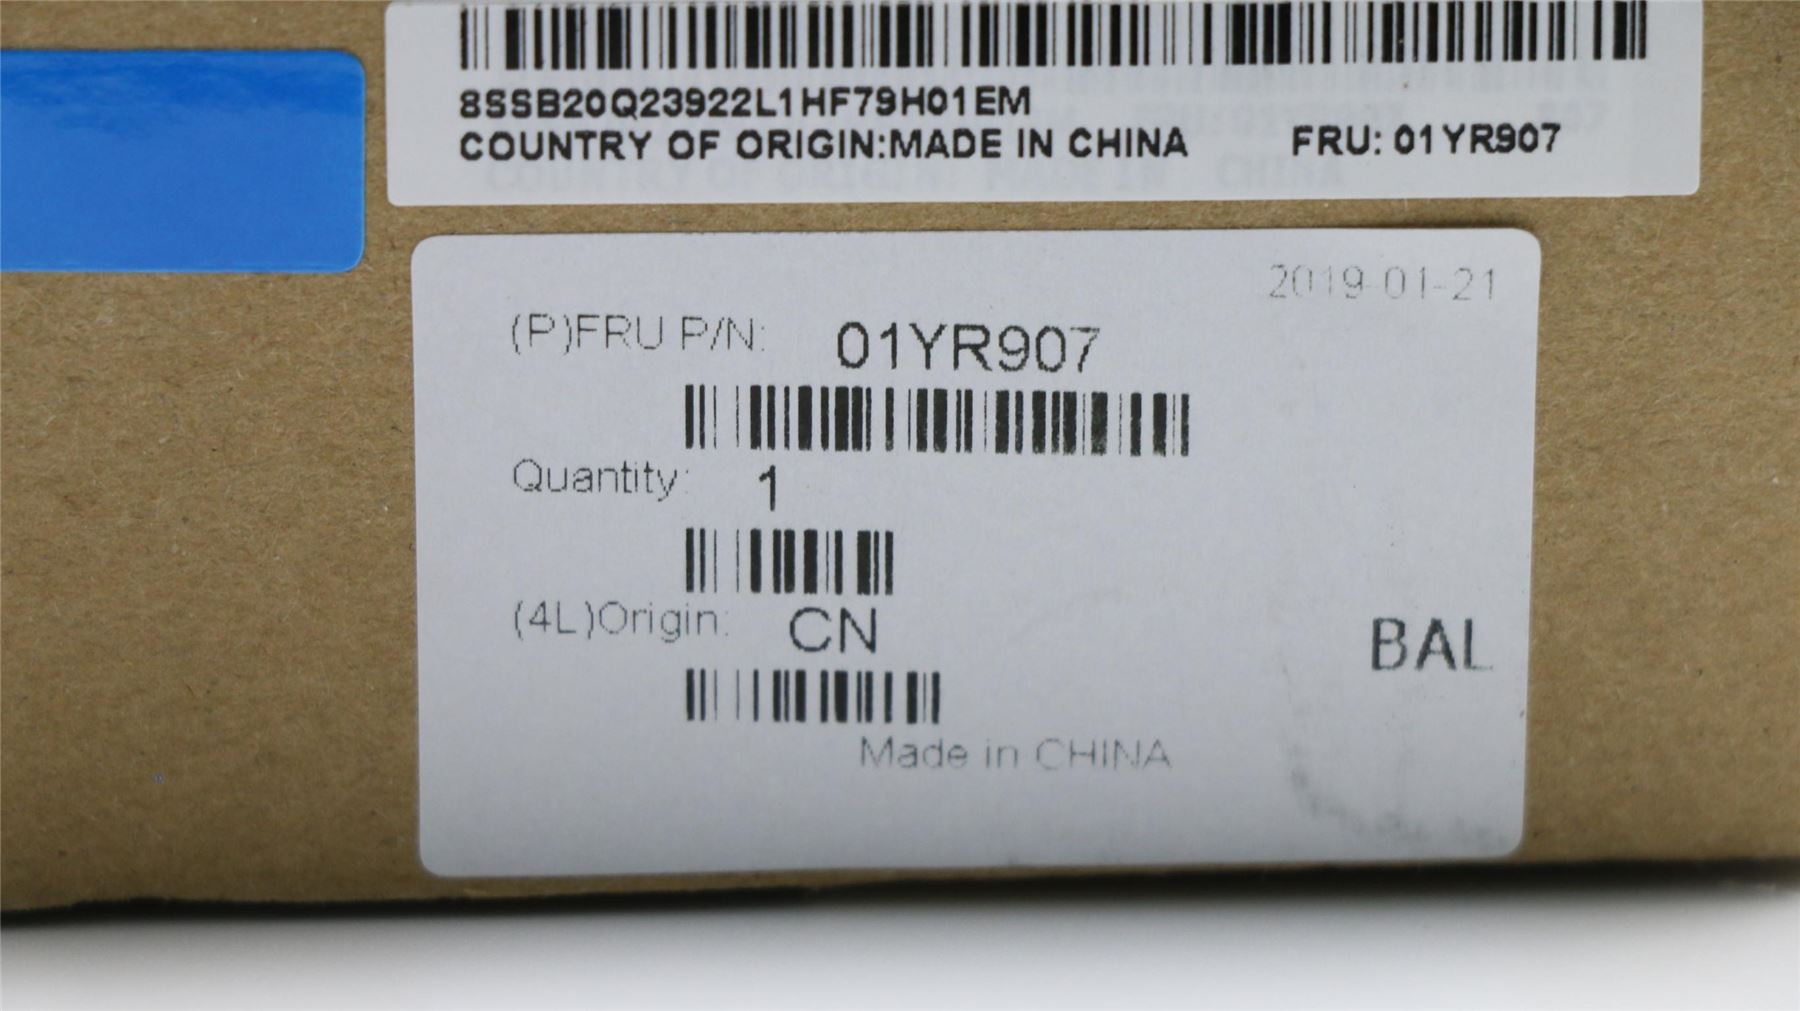 8SSB20Q23922L1HF79H01EM
COUNTRY OF ORIGIN:MADE IN CHINA FRU: 01YR907
2019-01-21
(P)FRU P/N: 01YR907
Quantity: 1
(4L)Origin: CN
BAL
Made in CHINA